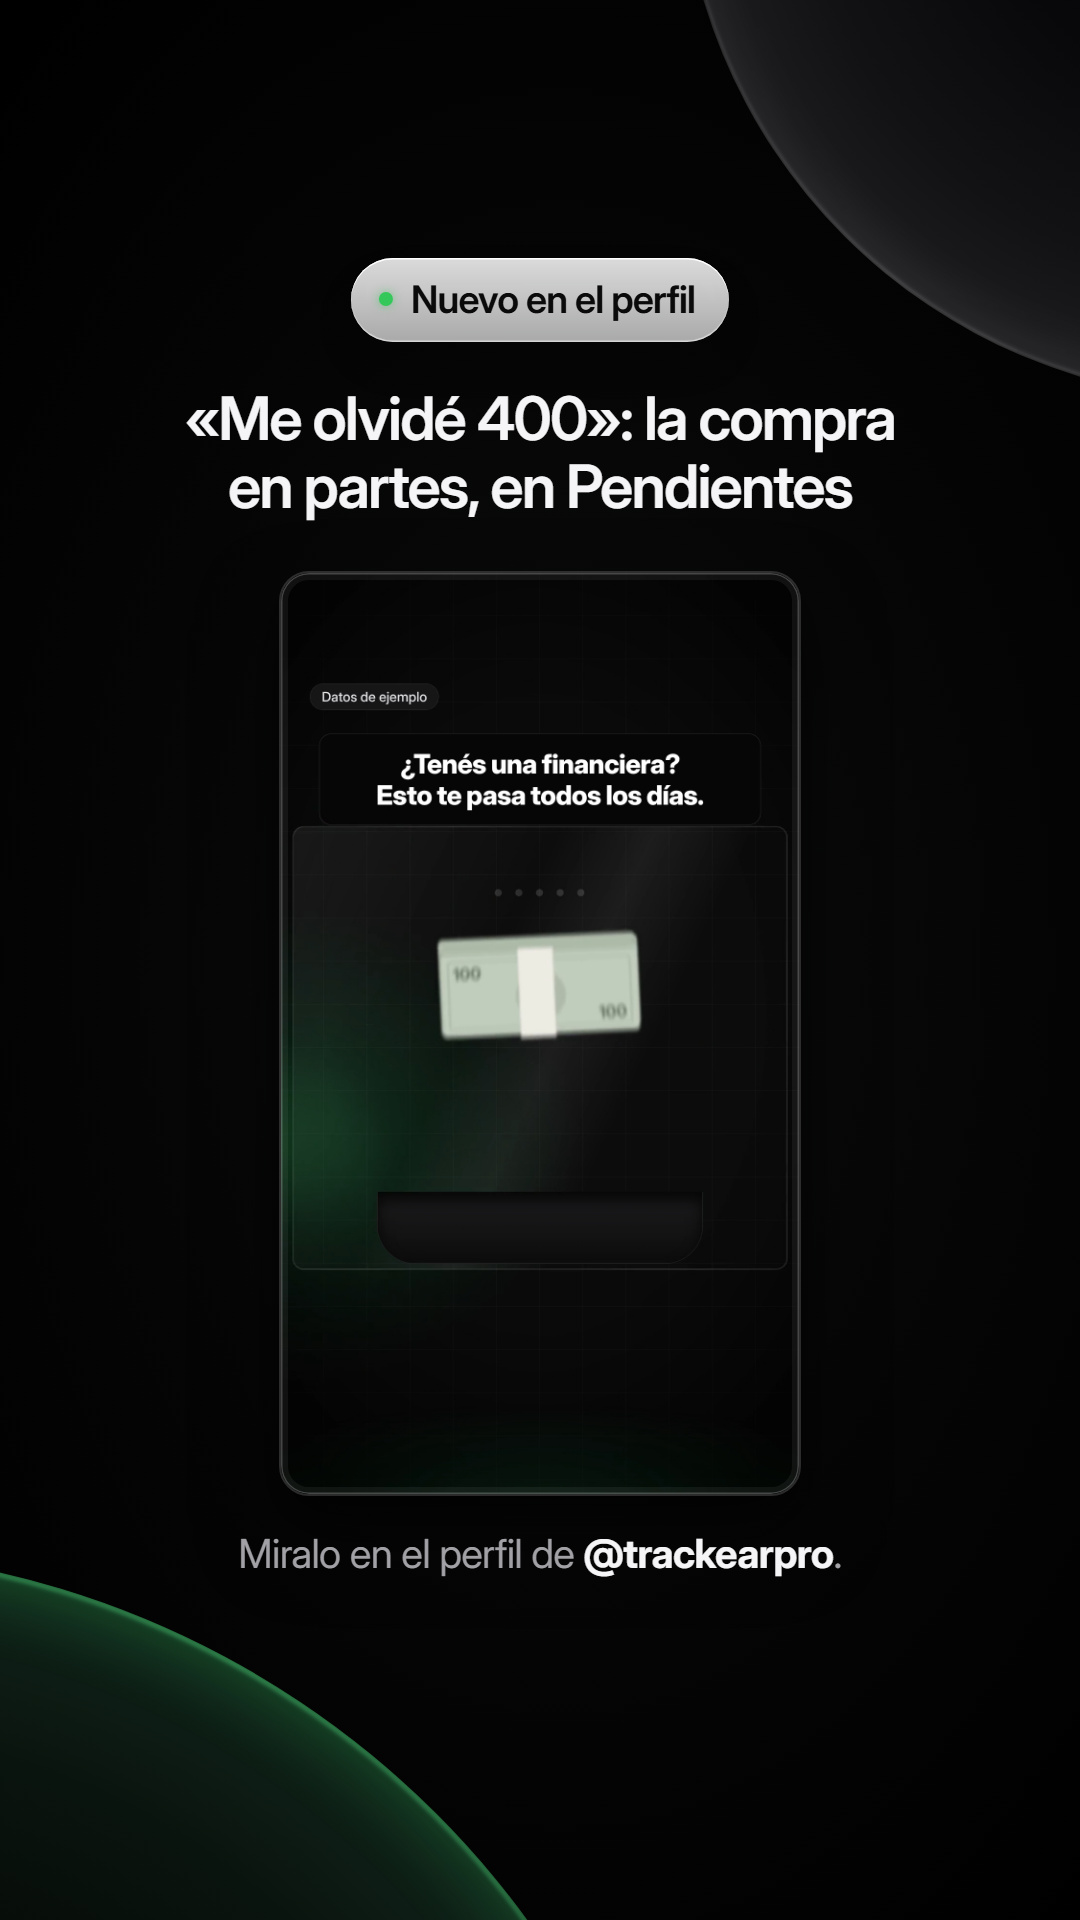 Nuevo en el perfil
«Me olvidé 400»: la compra
en partes, en Pendientes
Datos de ejemplo
¿Tenés una financiera?
Esto te pasa todos los días.
100
100
Miralo en el perfil de @trackearpro.